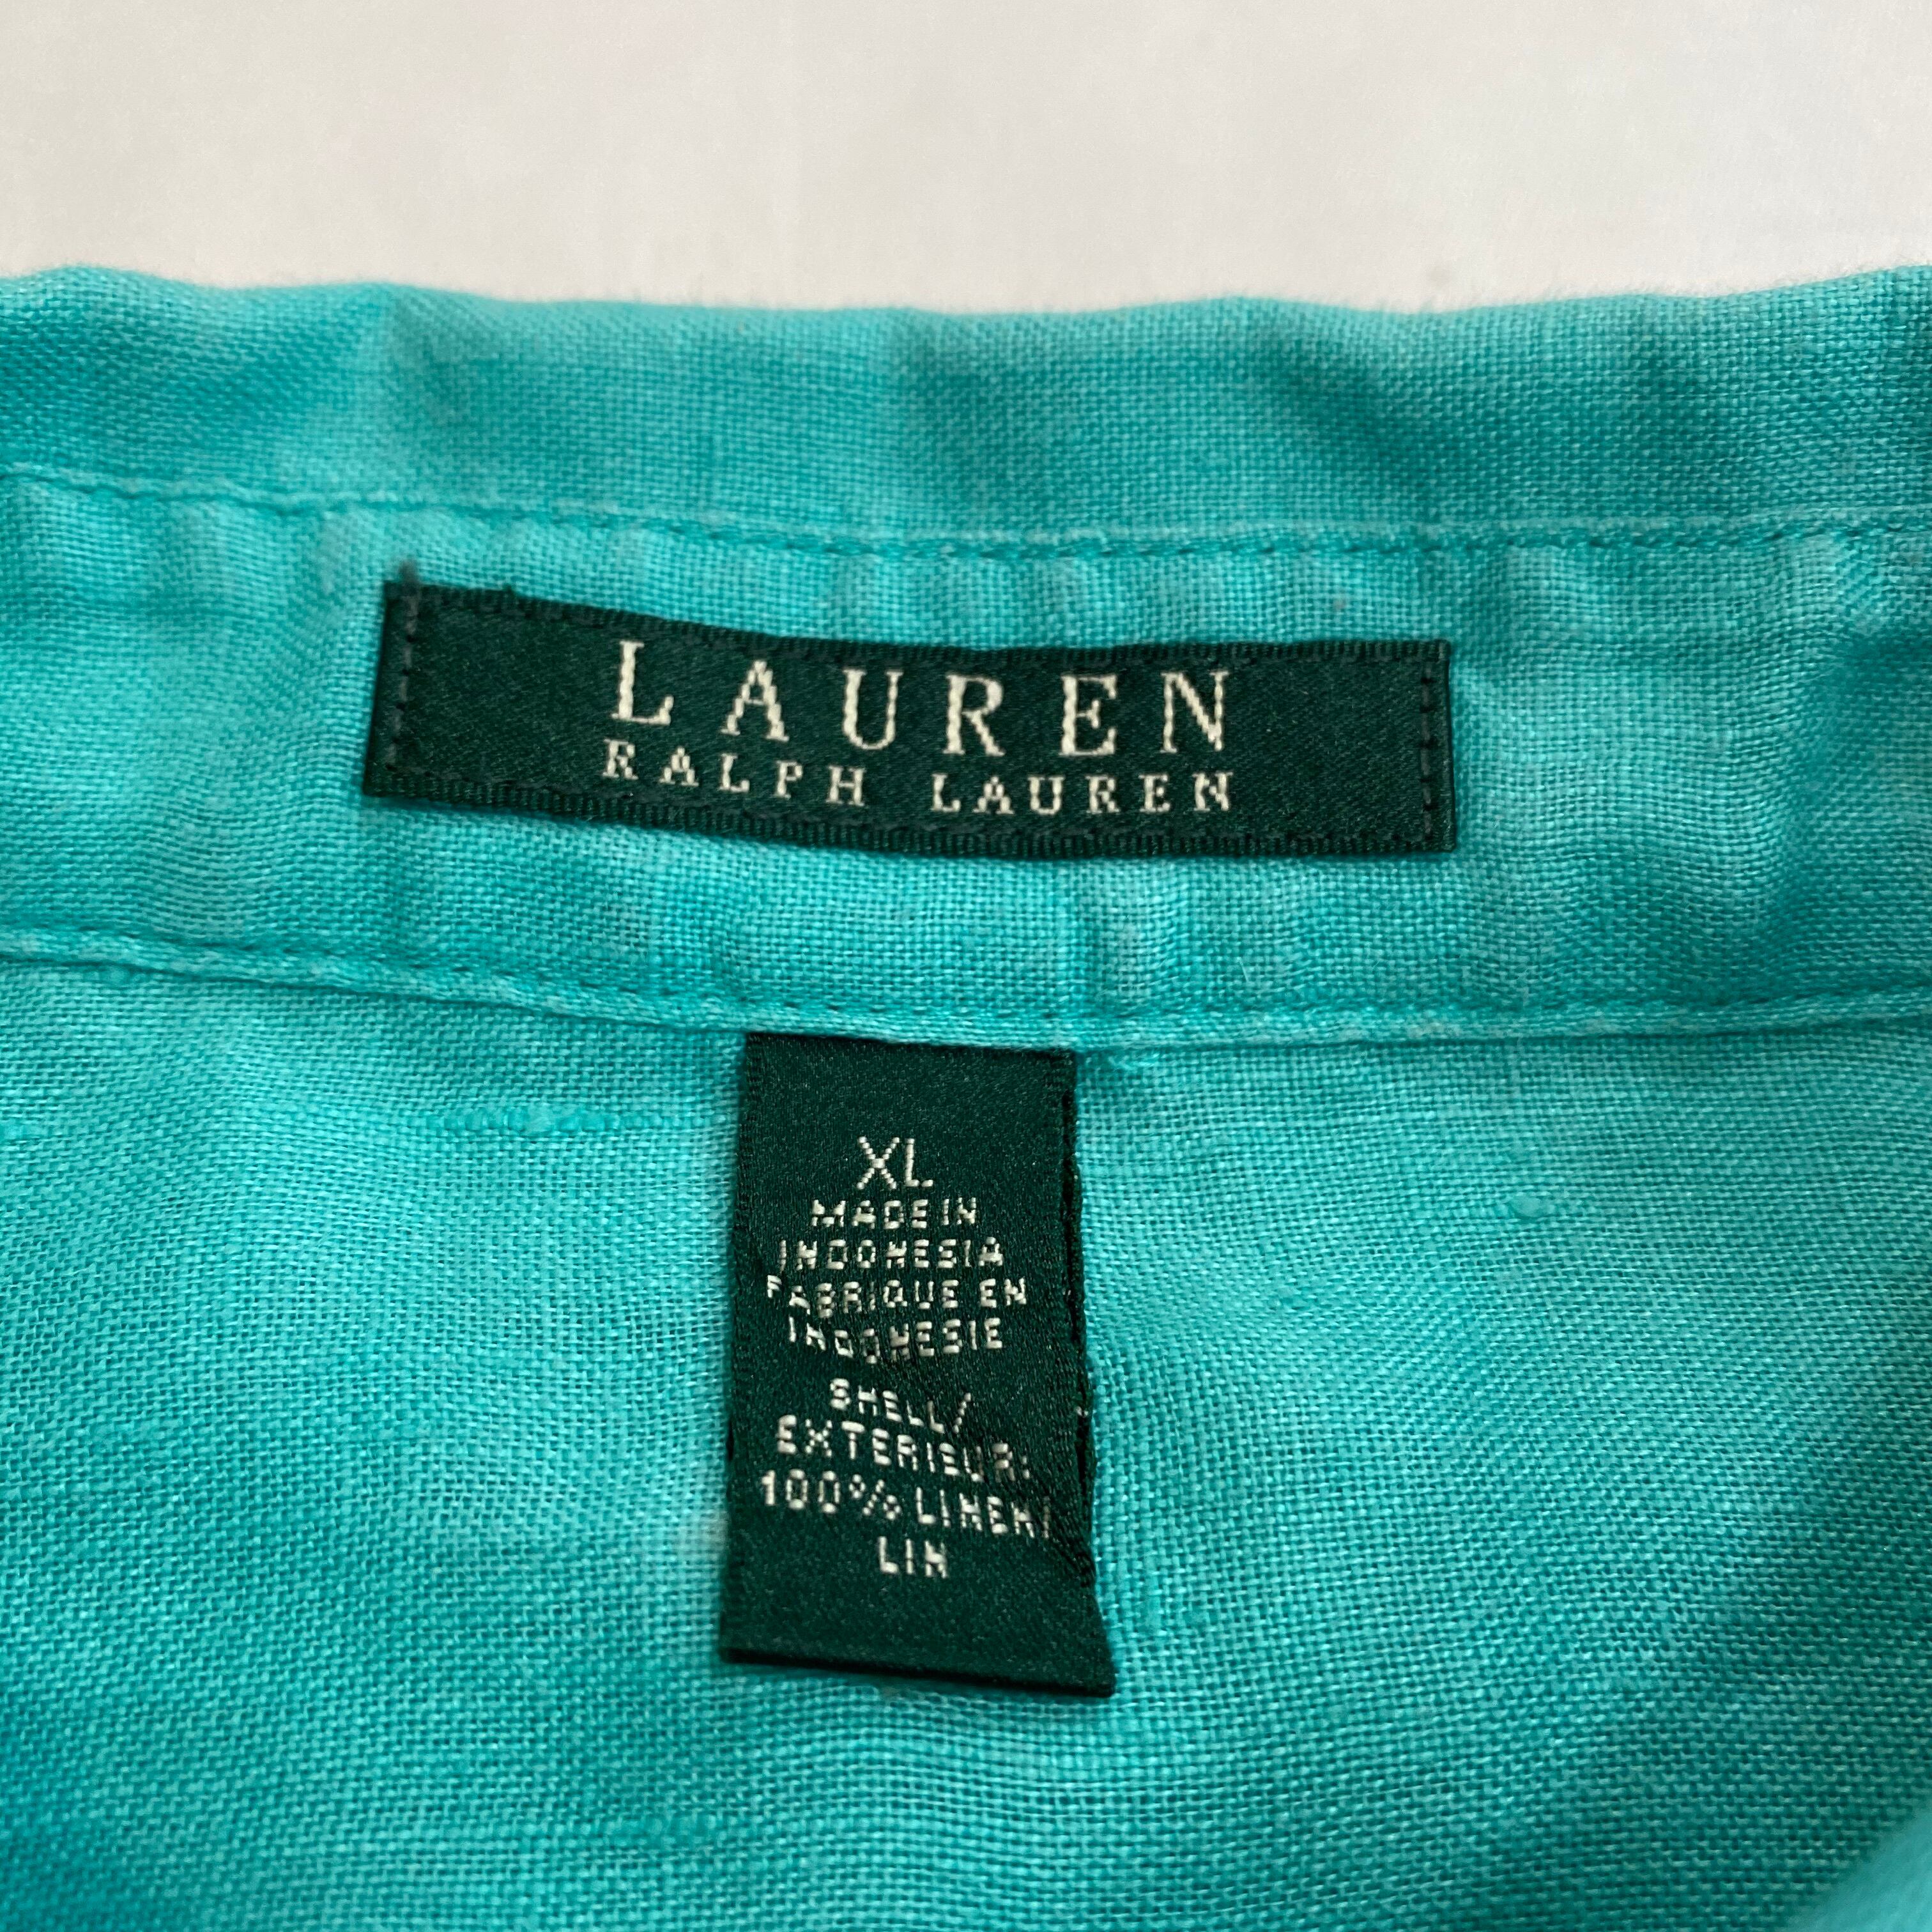 LAUREN
RALPH LAUREN
XL
MADE IN
INDONESIA
FABRIQUE EN
INDONESIE
SHELL/
EXTERIEUR:
100% LINEN/
LIN